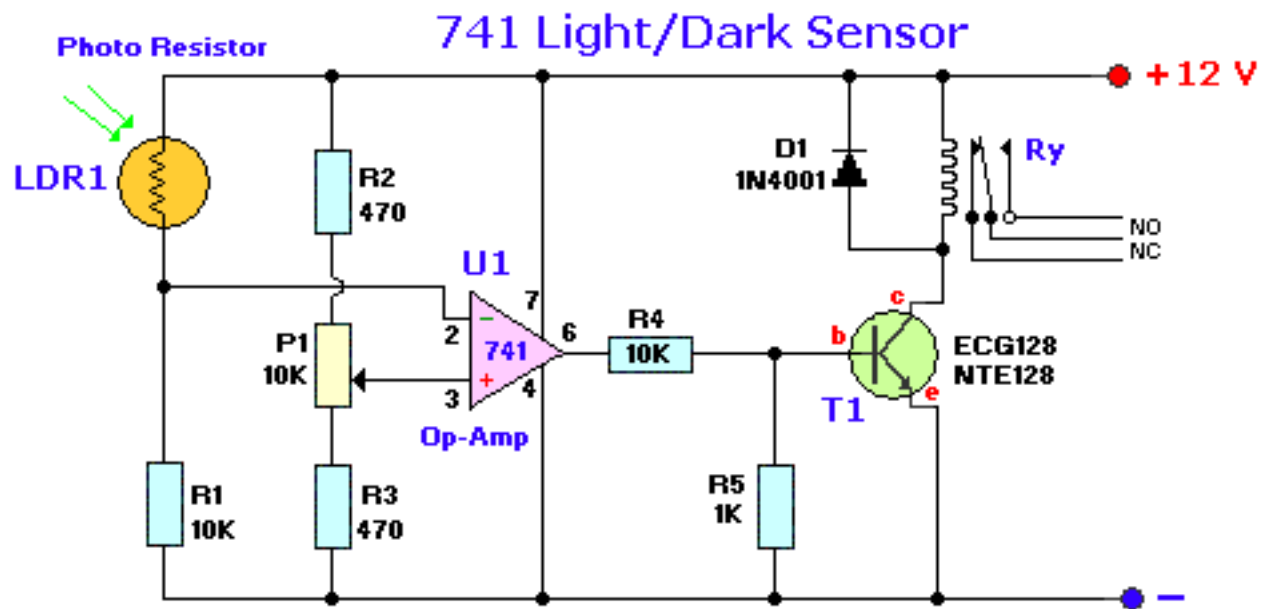 741 Light/Dark Sensor
Photo Resistor
+12 V
LDR1
R2
470
D1
1N4001
Ry
NO
NC
U1
7
2
-
6
741
+
3
4
Op-Amp
P1
10K
R4
10K
c
b
e
ECG128
NTE128
T1
R1
10K
R3
470
R5
1K
-